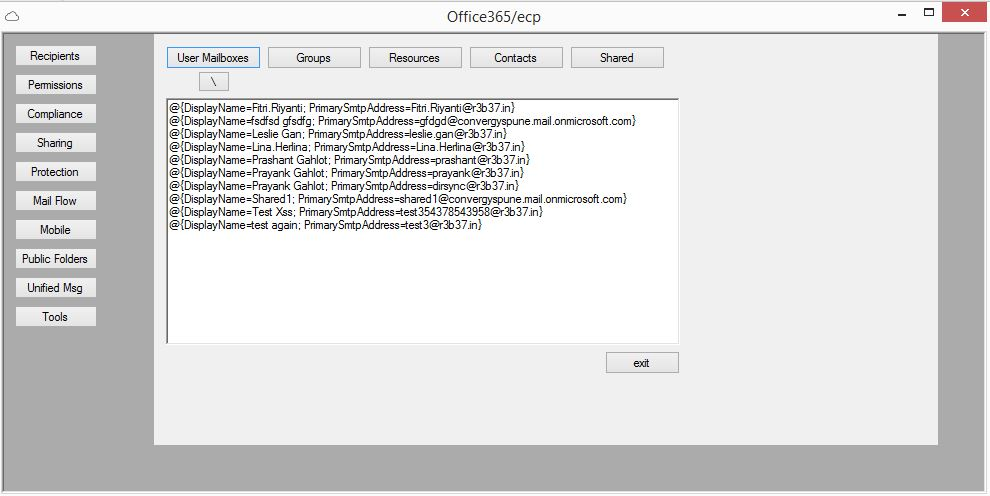 Office365/ecp
Recipients
Permissions
Compliance
Sharing
Protection
Mail Flow
Mobile
Public Folders
Unified Msg
Tools
User Mailboxes
Groups
Resources
Contacts
Shared
\
@{DisplayName=Fitri.Riyanti; PrimarySmtpAddress=Fitri.Riyanti@r3b37.in}
@{DisplayName=fsdfsd gfsdfg; PrimarySmtpAddress=gfdgd@convergyspune.mail.onmicrosoft.com}
@{DisplayName=Leslie Gan; PrimarySmtpAddress=leslie.gan@r3b37.in}
@{DisplayName=Lina.Herlina; PrimarySmtpAddress=Lina.Herlina@r3b37.in}
@{DisplayName=Prashant Gahlot; PrimarySmtpAddress=prashant@r3b37.in}
@{DisplayName=Prayank Gahlot; PrimarySmtpAddress=prayank@r3b37.in}
@{DisplayName=Prayank Gahlot; PrimarySmtpAddress=dirsync@r3b37.in}
@{DisplayName=Shared1; PrimarySmtpAddress=shared1@convergyspune.mail.onmicrosoft.com}
@{DisplayName=Test Xss; PrimarySmtpAddress=test354378543958@r3b37.in}
@{DisplayName=test again; PrimarySmtpAddress=test3@r3b37.in}
exit